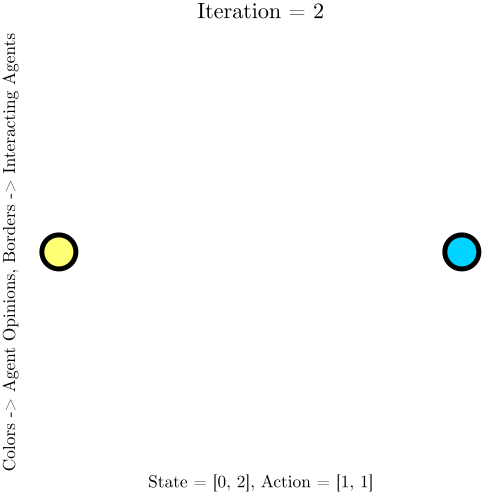 Iteration = 2
Colors -> Agent Opinions, Borders -> Interacting Agents
State = [0, 2], Action = [1, 1]